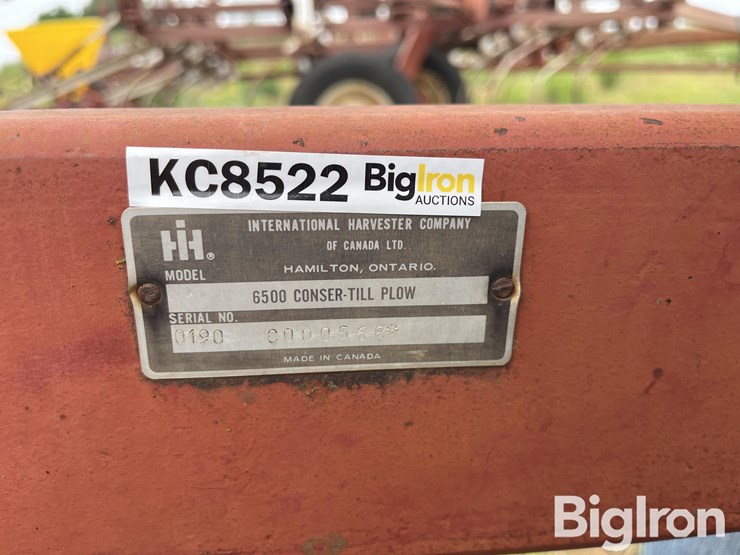 KC8522 BigIron
AUCTIONS
IH®
INTERNATIONAL HARVESTER COMPANY
OF CANADA LTD.
HAMILTON, ONTARIO.
MODEL
6500 CONSER-TILL PLOW
SERIAL NO.
0190
MADE IN CANADA
BigIron